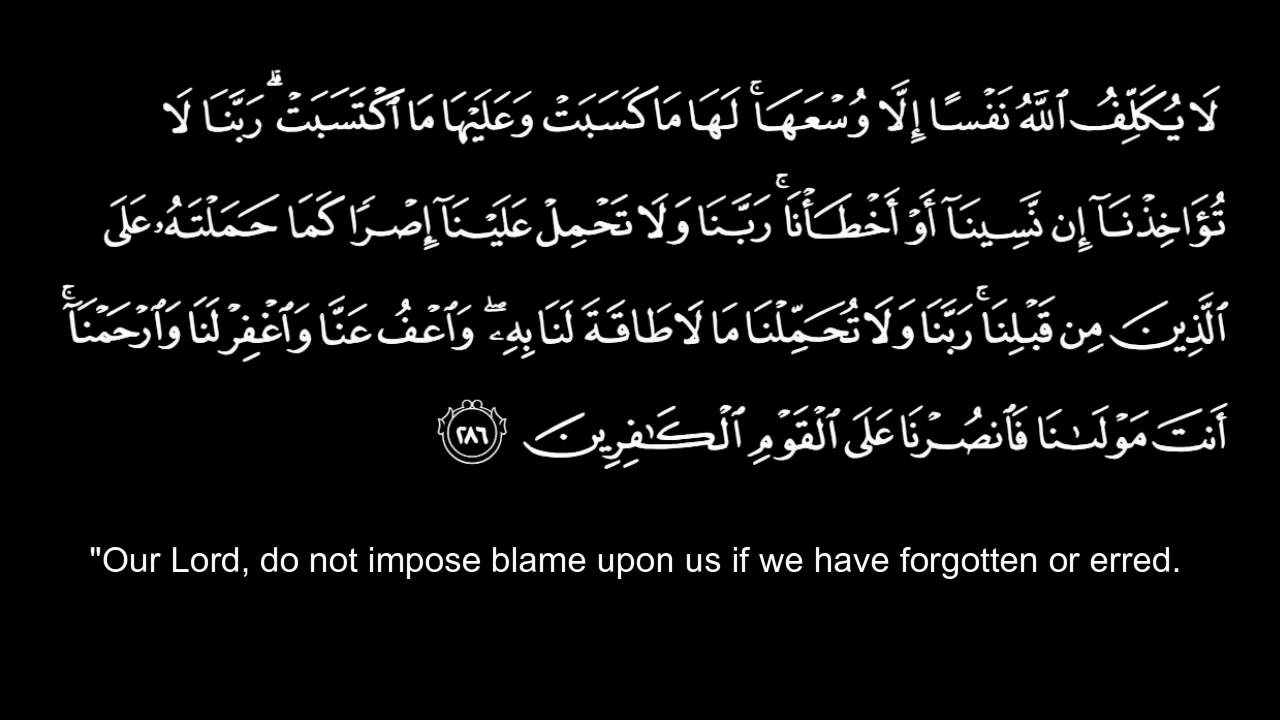 لَا يُكَلِّفُ ٱللَّهُ نَفْسًا إِلَّا وُسْعَهَا ۚ لَهَا مَا كَسَبَتْ وَعَلَيْهَا مَا ٱكْتَسَبَتْ ۗ رَبَّنَا لَا
تُؤَاخِذْنَآ إِن نَّسِينَآ أَوْ أَخْطَأْنَا ۚ رَبَّنَا وَلَا تَحْمِلْ عَلَيْنَآ إِصْرًا كَمَا حَمَلْتَهُۥ عَلَى
ٱلَّذِينَ مِن قَبْلِنَا ۚ رَبَّنَا وَلَا تُحَمِّلْنَا مَا لَا طَاقَةَ لَنَا بِهِۦ ۖ وَٱعْفُ عَنَّا وَٱغْفِرْ لَنَا وَٱرْحَمْنَآ ۚ
أَنتَ مَوْلَىٰنَا فَٱنصُرْنَا عَلَى ٱلْقَوْمِ ٱلْكَـٰفِرِينَ ٢٨٦
"Our Lord, do not impose blame upon us if we have forgotten or erred.